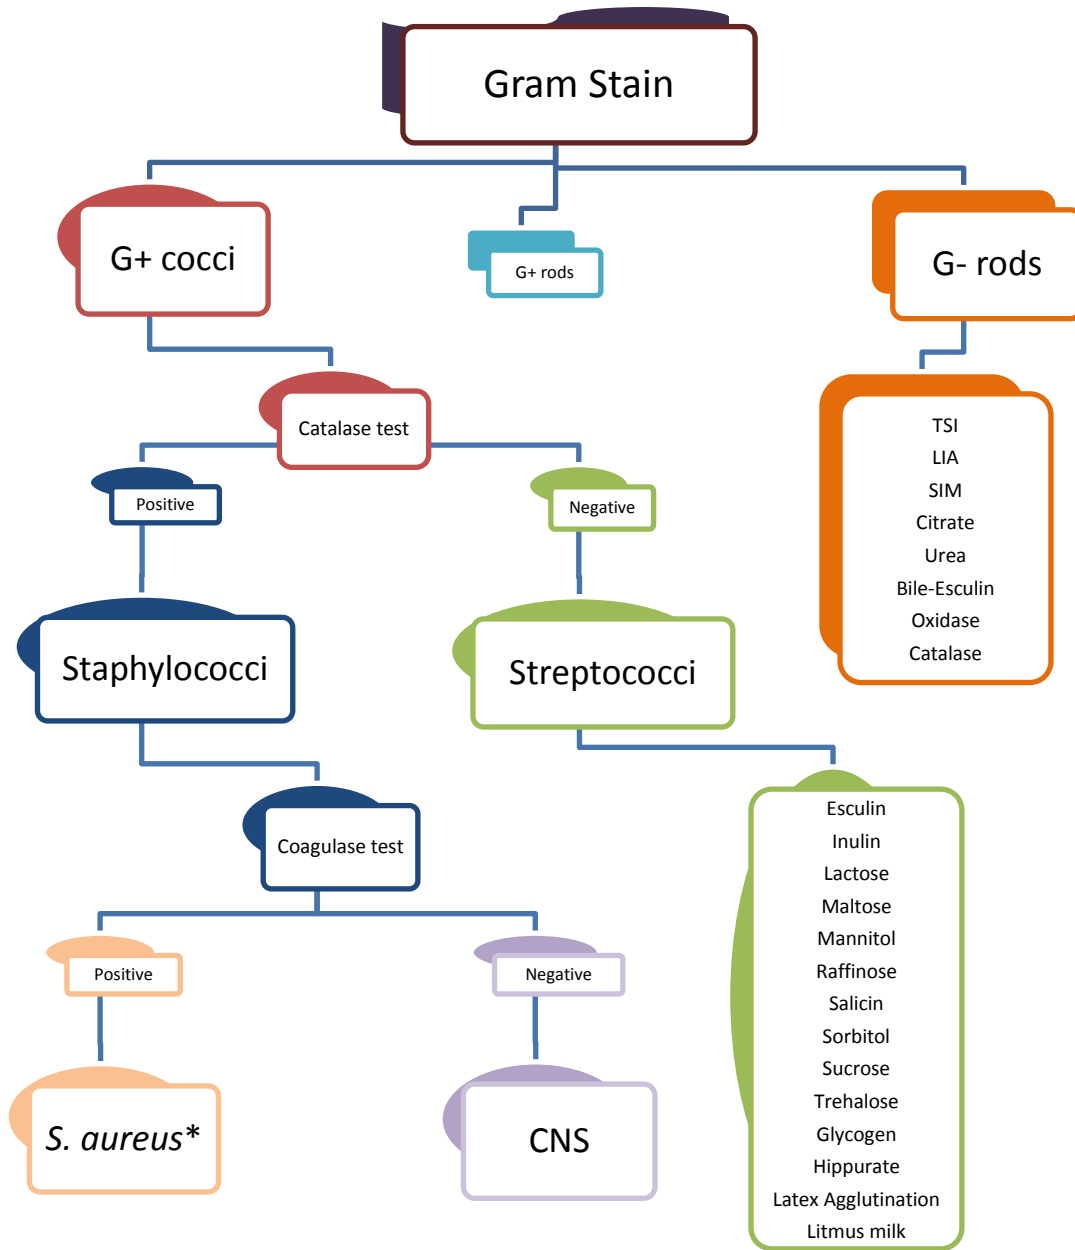 Gram Stain
G+ cocci
G+ rods
G- rods
Catalase test
TSI
LIA
SIM
Citrate
Urea
Bile-Esculin
Oxidase
Catalase
Positive
Negative
Staphylococci
Streptococci
Coagulase test
Esculin
Inulin
Lactose
Maltose
Mannitol
Raffinose
Salicin
Sorbitol
Sucrose
Trehalose
Glycogen
Hippurate
Latex Agglutination
Litmus milk
Positive
Negative
S. aureus*
CNS